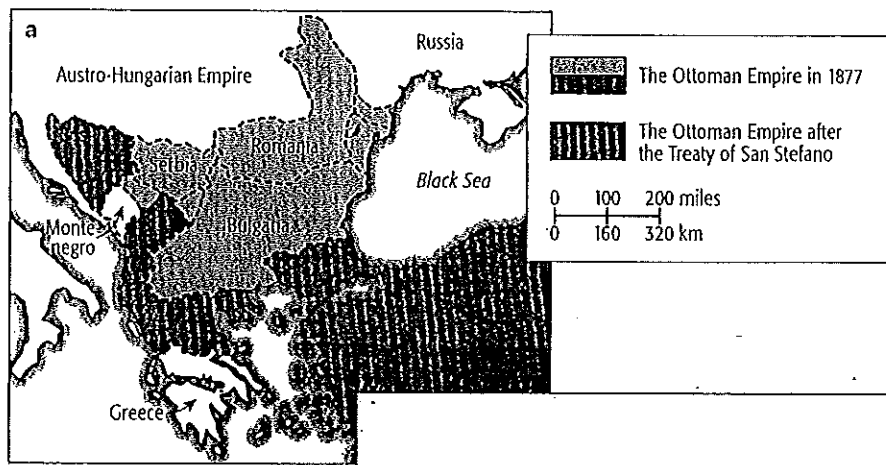 a
Russia
Austro-Hungarian Empire
Romania
Serbia
Black Sea
Bulgaria
Monte
negro
Greece
The Ottoman Empire in 1877
The Ottoman Empire after
the Treaty of San Stefano
0 100 200 miles
0 160 320 km